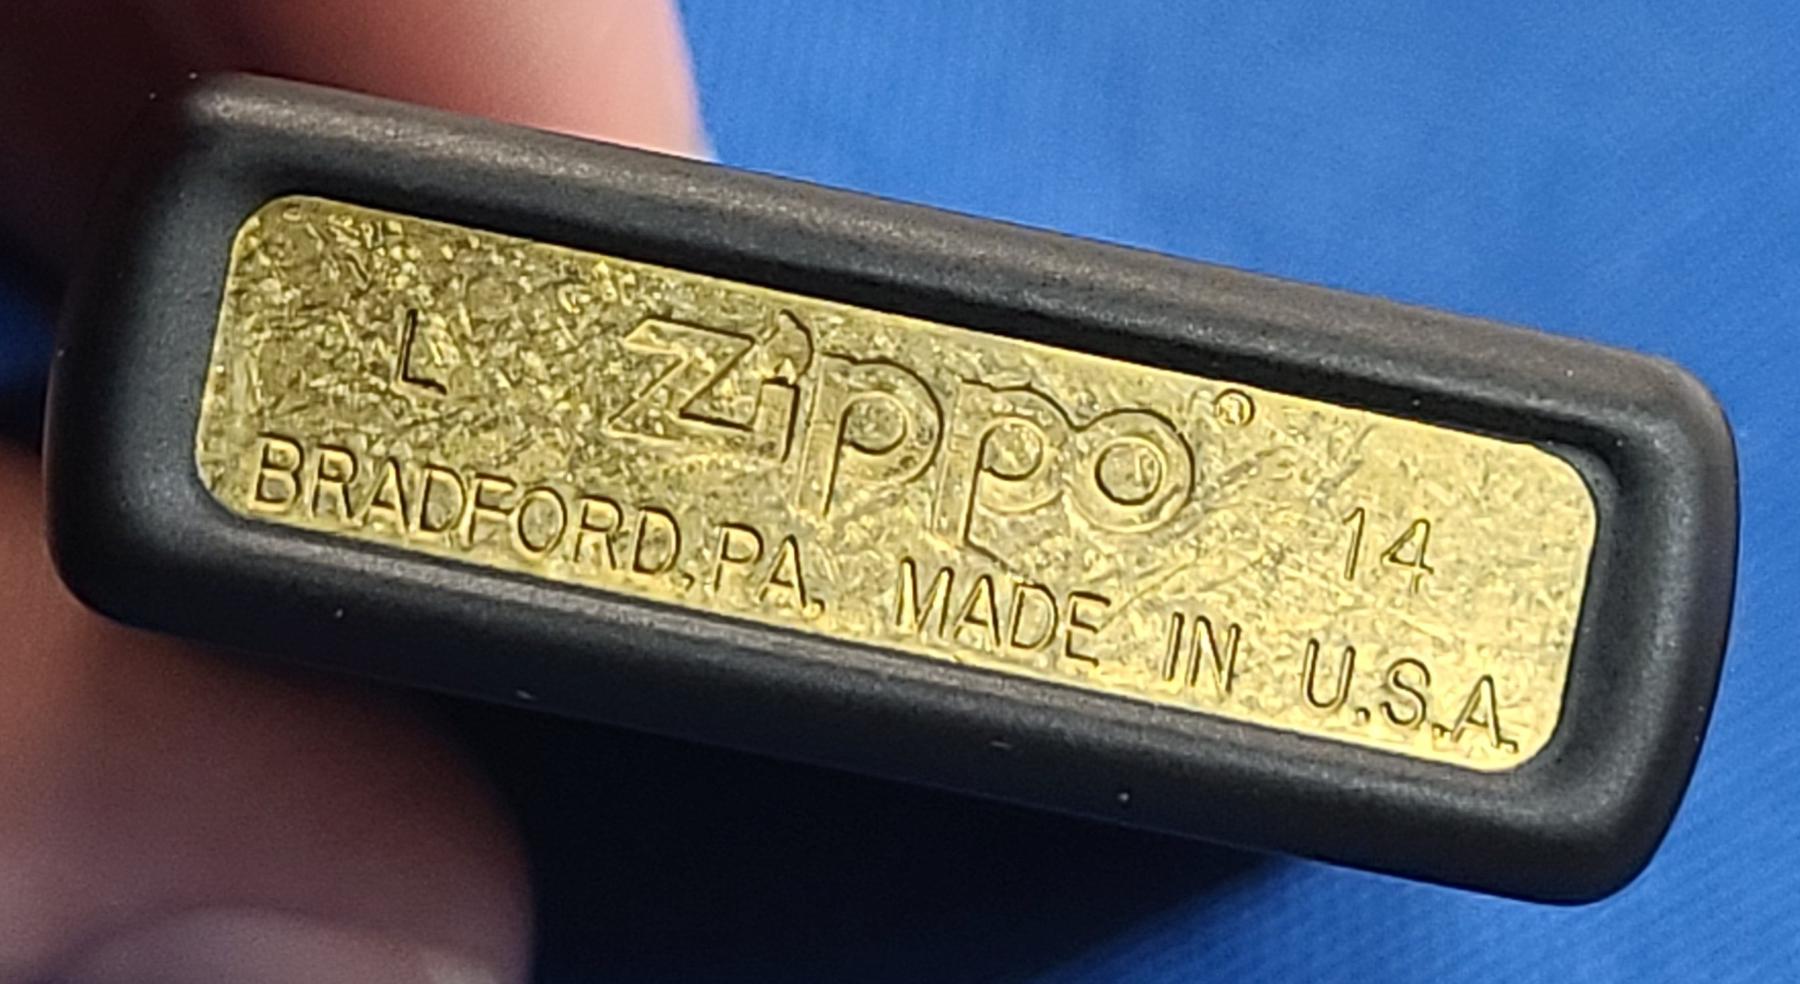 L Zippo® 14
BRADFORD, PA. MADE IN U.S.A.